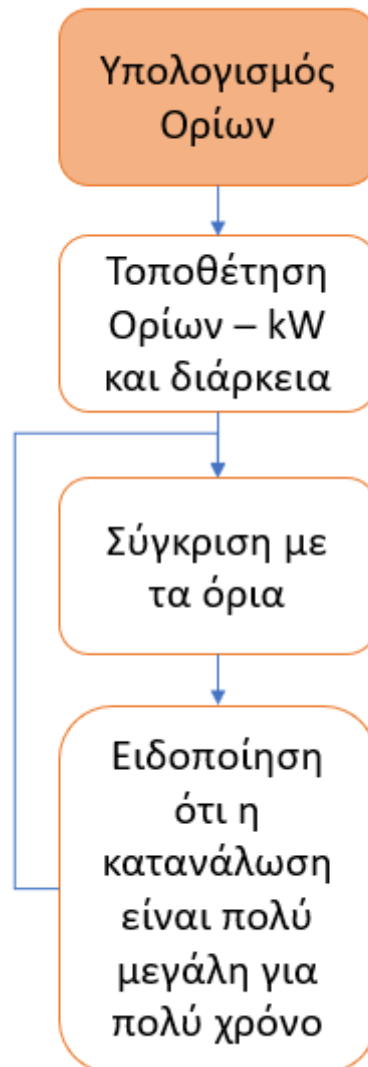 Υπολογισμός
Ορίων
Τοποθέτηση
Ορίων – kW
και διάρκεια
Σύγκριση με
τα όρια
Ειδοποίηση
ότι η
κατανάλωση
είναι πολύ
μεγάλη για
πολύ χρόνο